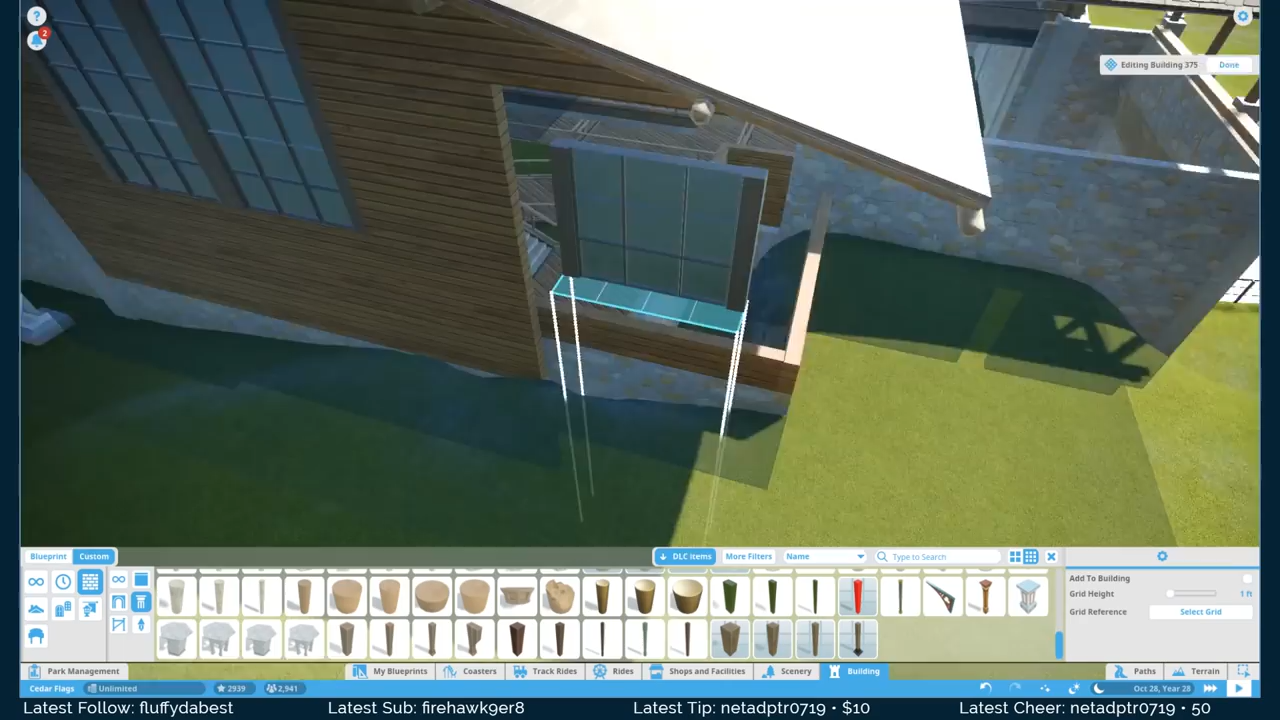 ?
2
Editing Building 375
Done
Blueprint
Custom
DLC items
More Filters
Name
Type to Search
Add To Building
Grid Height
1 ft
Grid Reference
Select Grid
Park Management
My Blueprints
Coasters
Track Rides
Rides
Shops and Facilities
Scenery
Building
Paths
Terrain
Cedar Flags
Unlimited
2939
2,941
Oct 28, Year 28
Latest Follow: fluffydabest
Latest Sub: firehawk9er8
Latest Tip: netadptr0719 • $10
Latest Cheer: netadptr0719 • 50